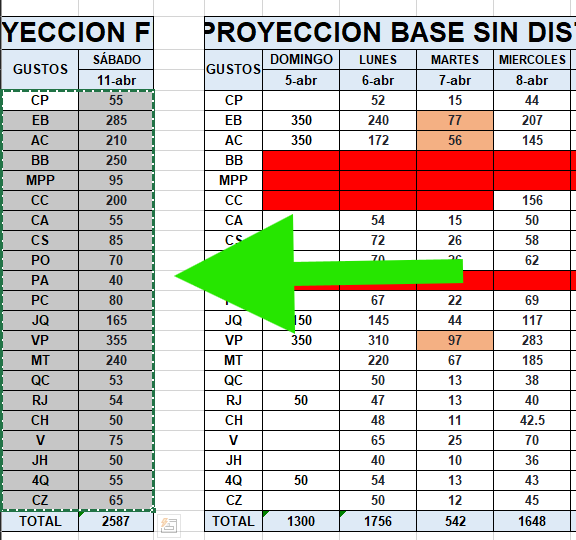 YECCION F PROYECCION BASE SIN DIS
GUSTOS SÁBADO GUSTOS DOMINGO LUNES MARTES MIERCOLES
11-abr 5-abr 6-abr 7-abr 8-abr
CP 55 CP 52 15 44
EB 285 EB 350 240 77 207
AC 210 AC 350 172 56 145
BB 250 BB
MPP 95 MPP
CC 200 CC 156
CA 55 CA 54 15 50
CS 85 CS 72 26 58
PO 70 PO 70 26 62
PA 40
PC 80 67 22 69
JQ 165 JQ 150 145 44 117
VP 355 VP 350 310 97 283
MT 240 MT 220 67 185
QC 53 QC 50 13 38
RJ 54 RJ 50 47 13 40
CH 50 CH 48 11 42.5
V 75 V 65 25 70
JH 50 JH 40 10 36
4Q 55 4Q 50 54 13 43
CZ 65 CZ 50 12 45
TOTAL 2587 TOTAL 1300 1756 542 1648